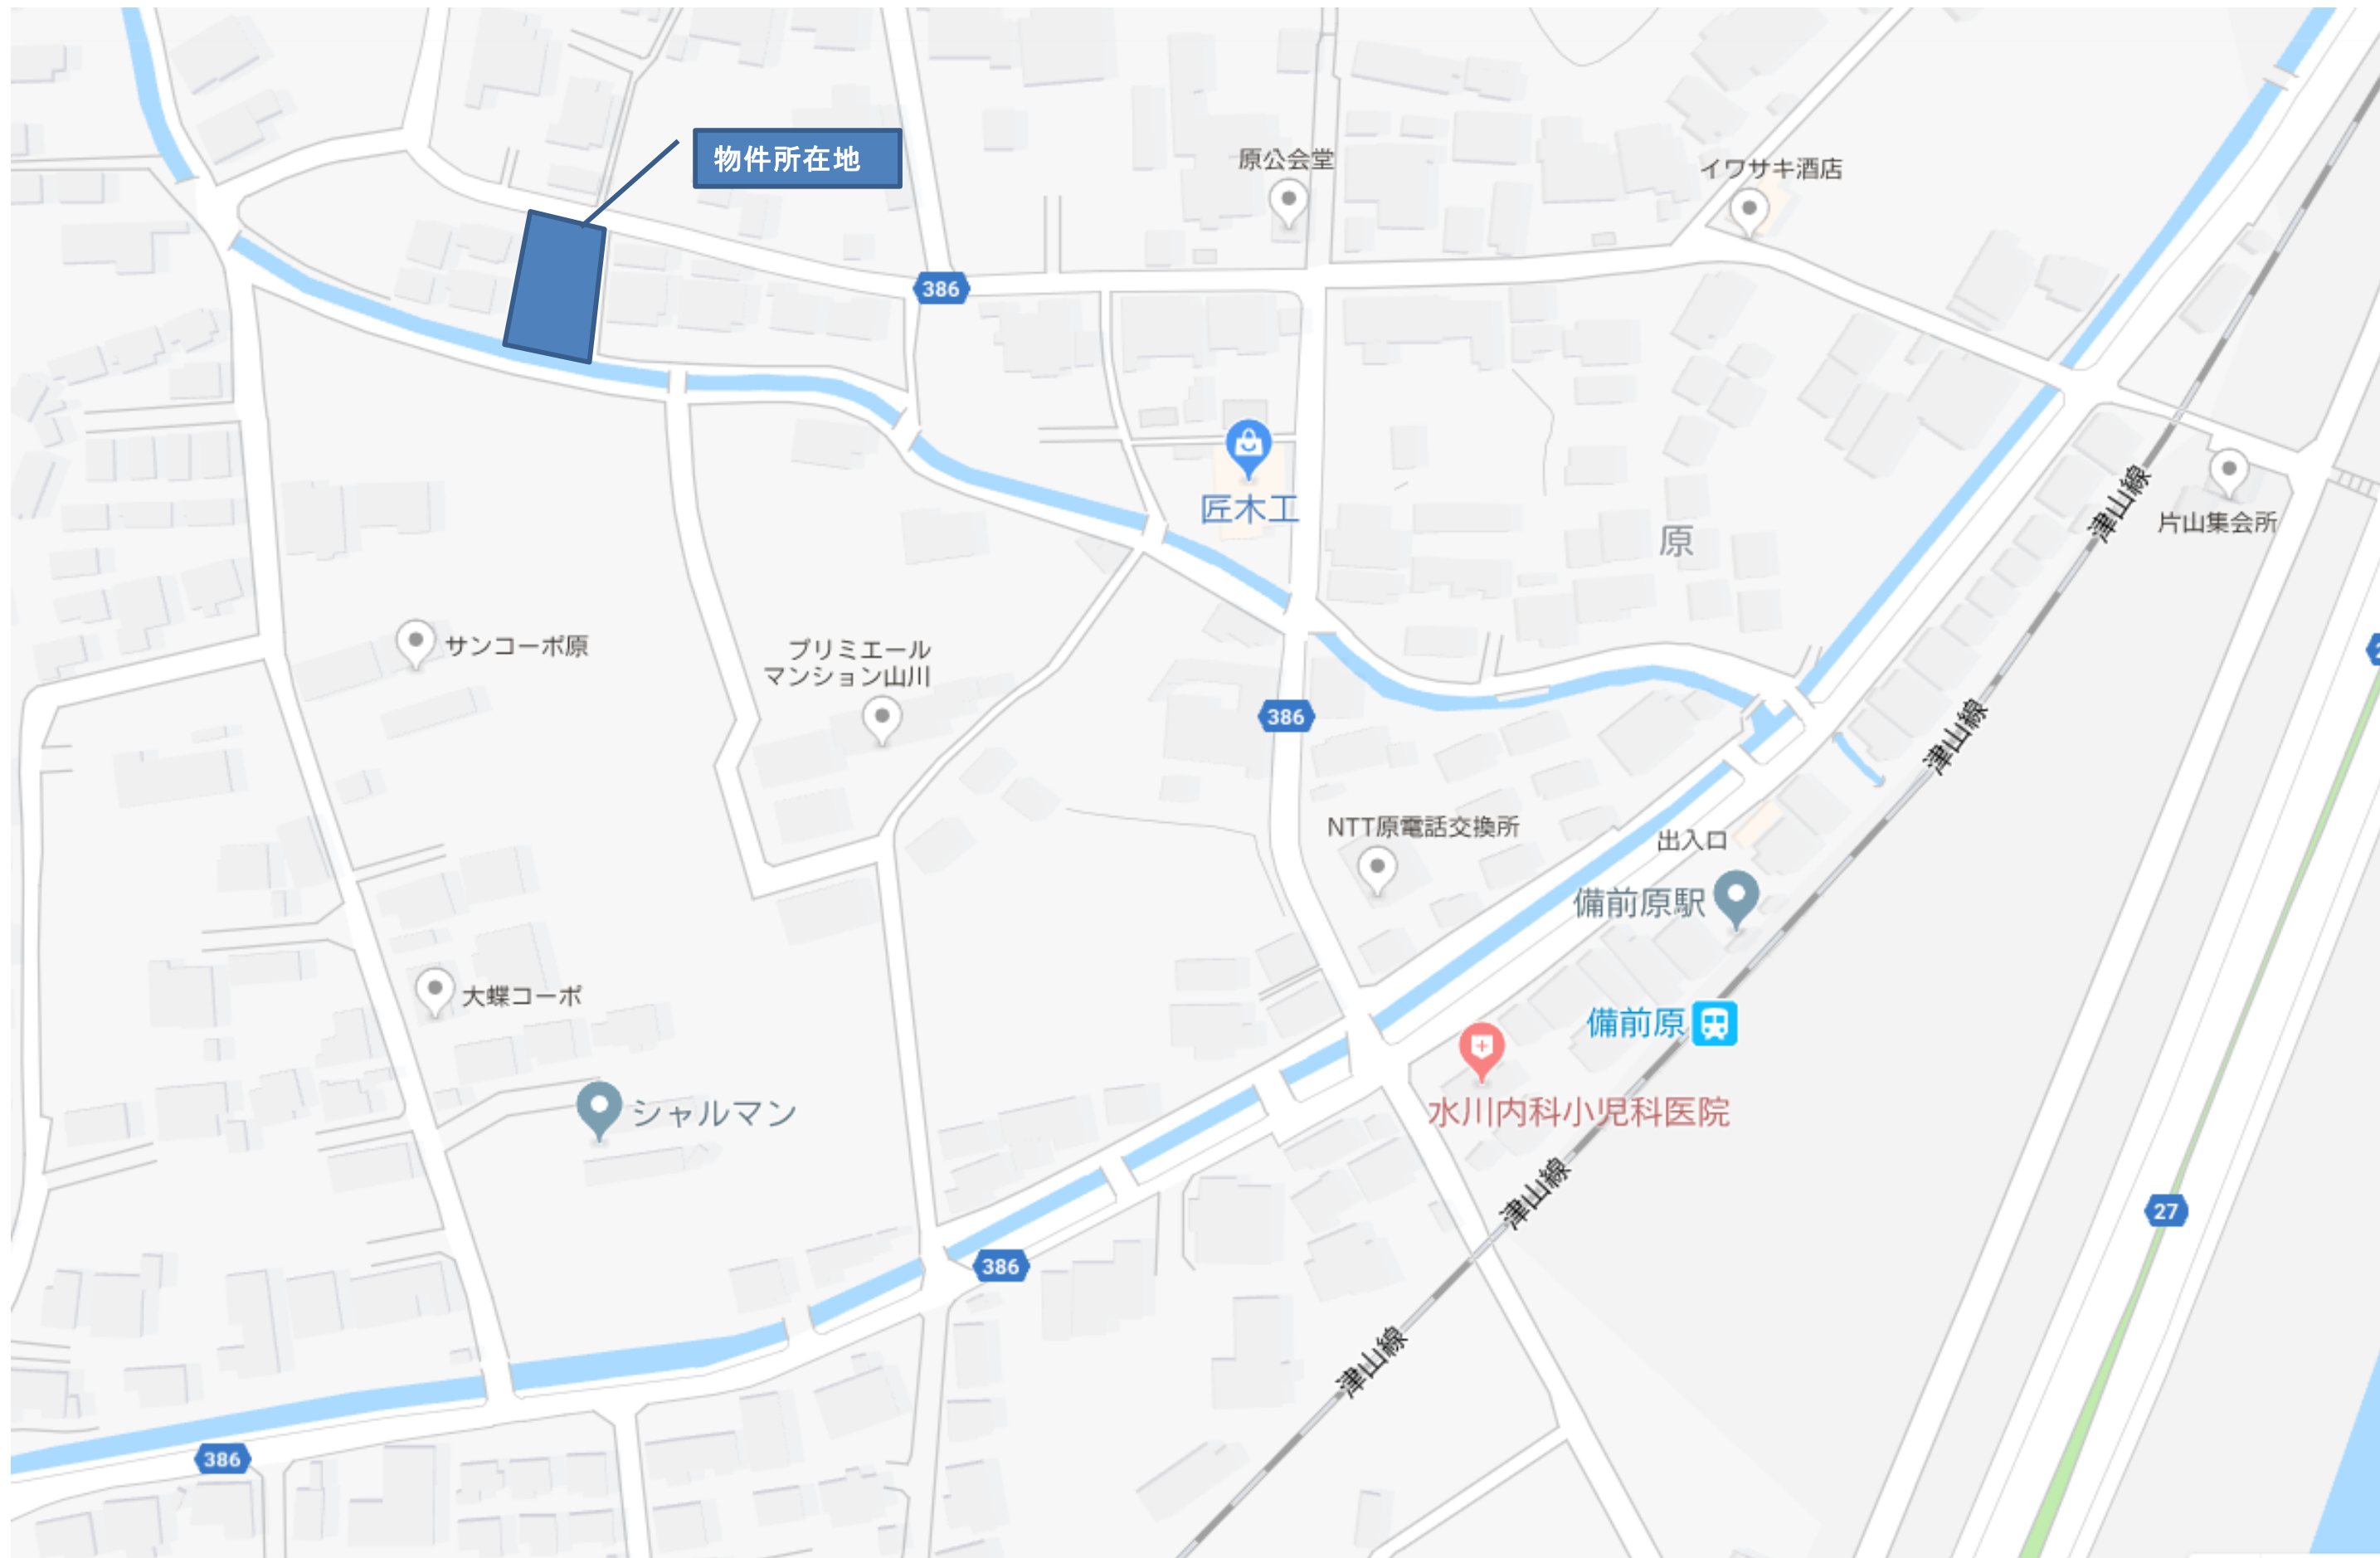 物件所在地
原公会堂
イワサキ酒店
386
匠木工
原
津山線
片山集会所
サンコーポ原
プリミエール
マンション山川
386
津山線
NTT原電話交換所
出入口
備前原駅
大蝶コーポ
備前原
水川内科小児科医院
シャルマン
津山線
27
386
津山線
386